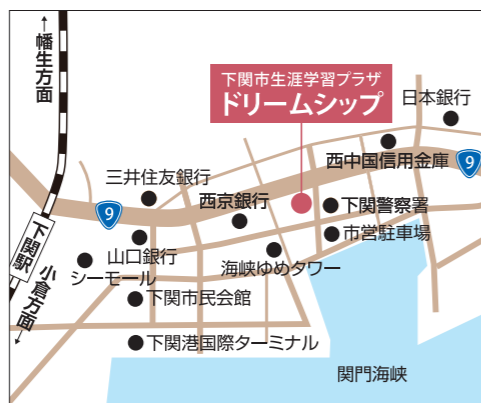 ←幡生方面
下関市生涯学習プラザ
ドリームシップ
日本銀行
西中国信用金庫
9
三井住友銀行
9
西京銀行
下関警察署
市営駐車場
下関駅
山口銀行
シーモール
海峡ゆめタワー
小倉方面→
下関市民会館
下関港国際ターミナル
関門海峡